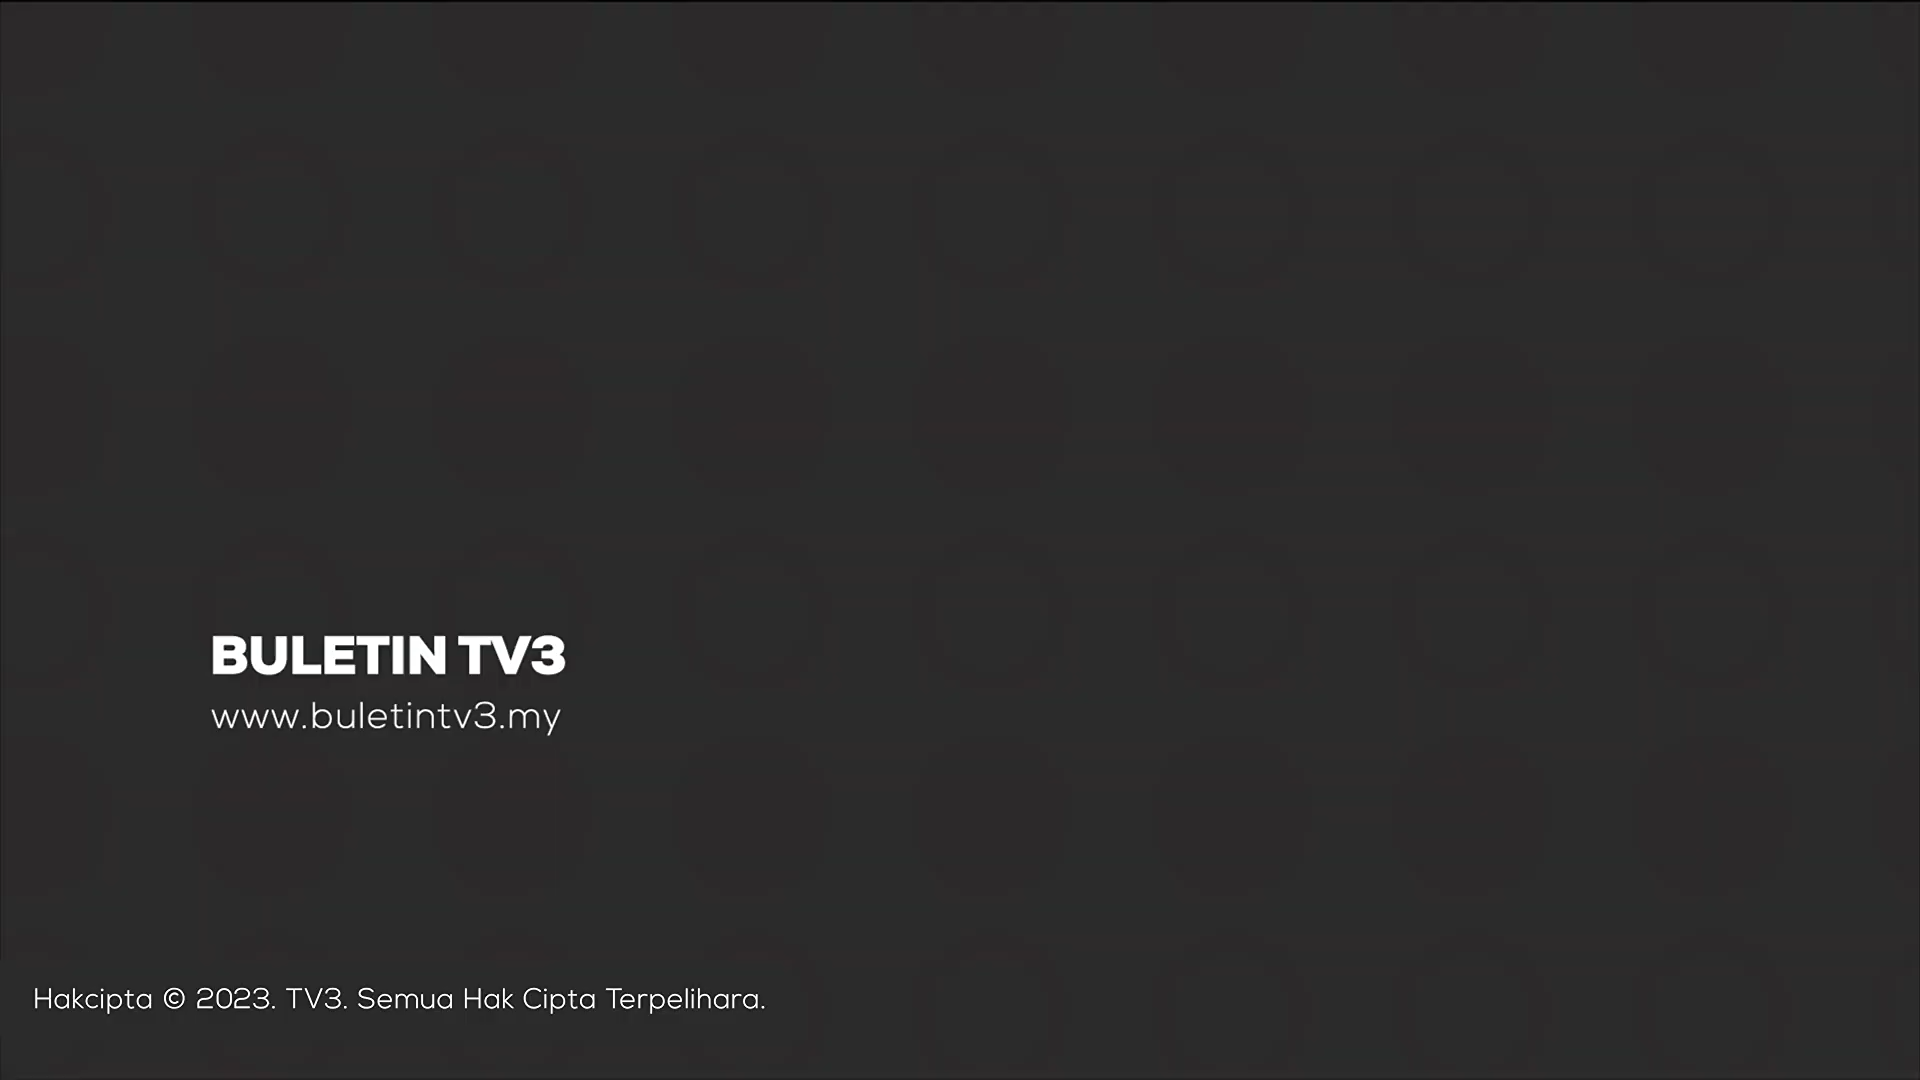 BULETIN TV3
www.buletintv3.my
Hakcipta © 2023. TV3. Semua Hak Cipta Terpelihara.